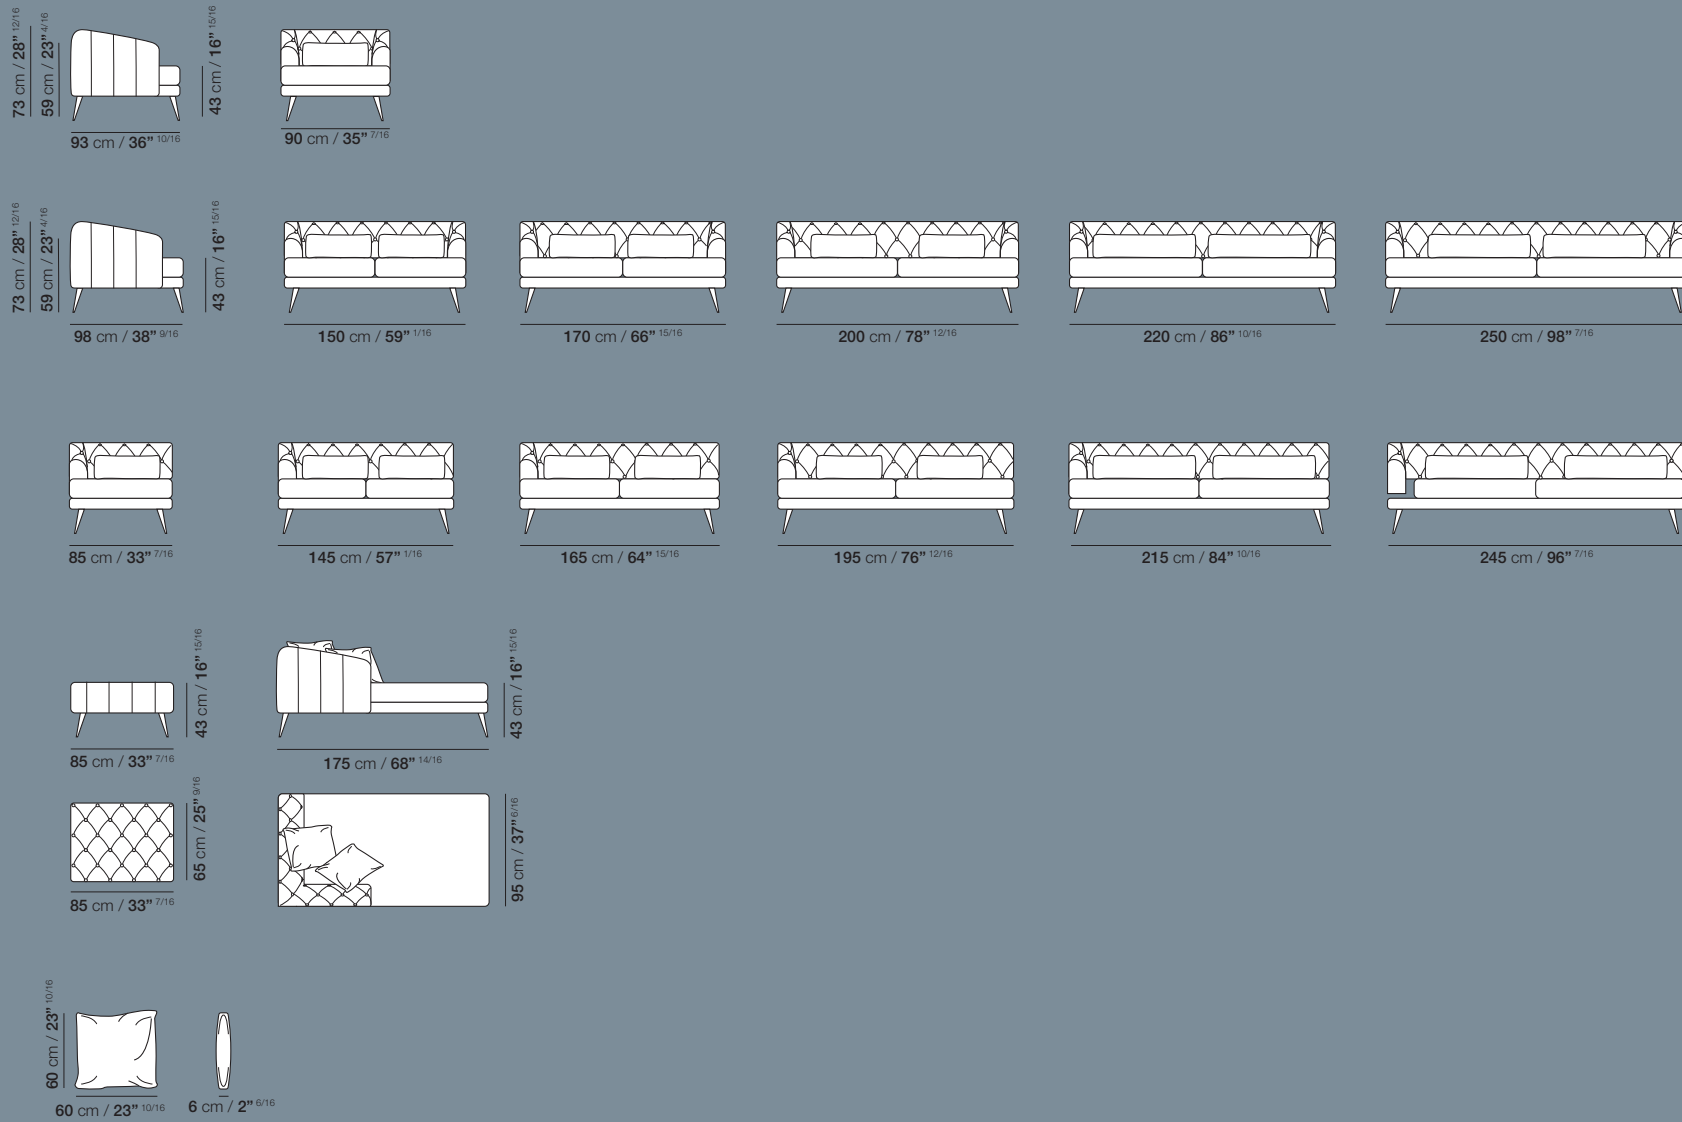 73 cm / 28” 12/16
59 cm / 23” 4/16
43 cm / 16” 15/16
93 cm / 36” 10/16
90 cm / 35” 7/16
73 cm / 28” 12/16
59 cm / 23” 4/16
43 cm / 16” 15/16
98 cm / 38” 9/16
150 cm / 59” 1/16
170 cm / 66” 15/16
200 cm / 78” 12/16
220 cm / 86” 10/16
250 cm / 98” 7/16
85 cm / 33” 7/16
145 cm / 57” 1/16
165 cm / 64” 15/16
195 cm / 76” 12/16
215 cm / 84” 10/16
245 cm / 96” 7/16
43 cm / 16” 15/16
43 cm / 16” 15/16
85 cm / 33” 7/16
175 cm / 68” 14/16
65 cm / 25” 9/16
95 cm / 37” 6/16
85 cm / 33” 7/16
60 cm / 23” 10/16
60 cm / 23” 10/16
6 cm / 2” 6/16